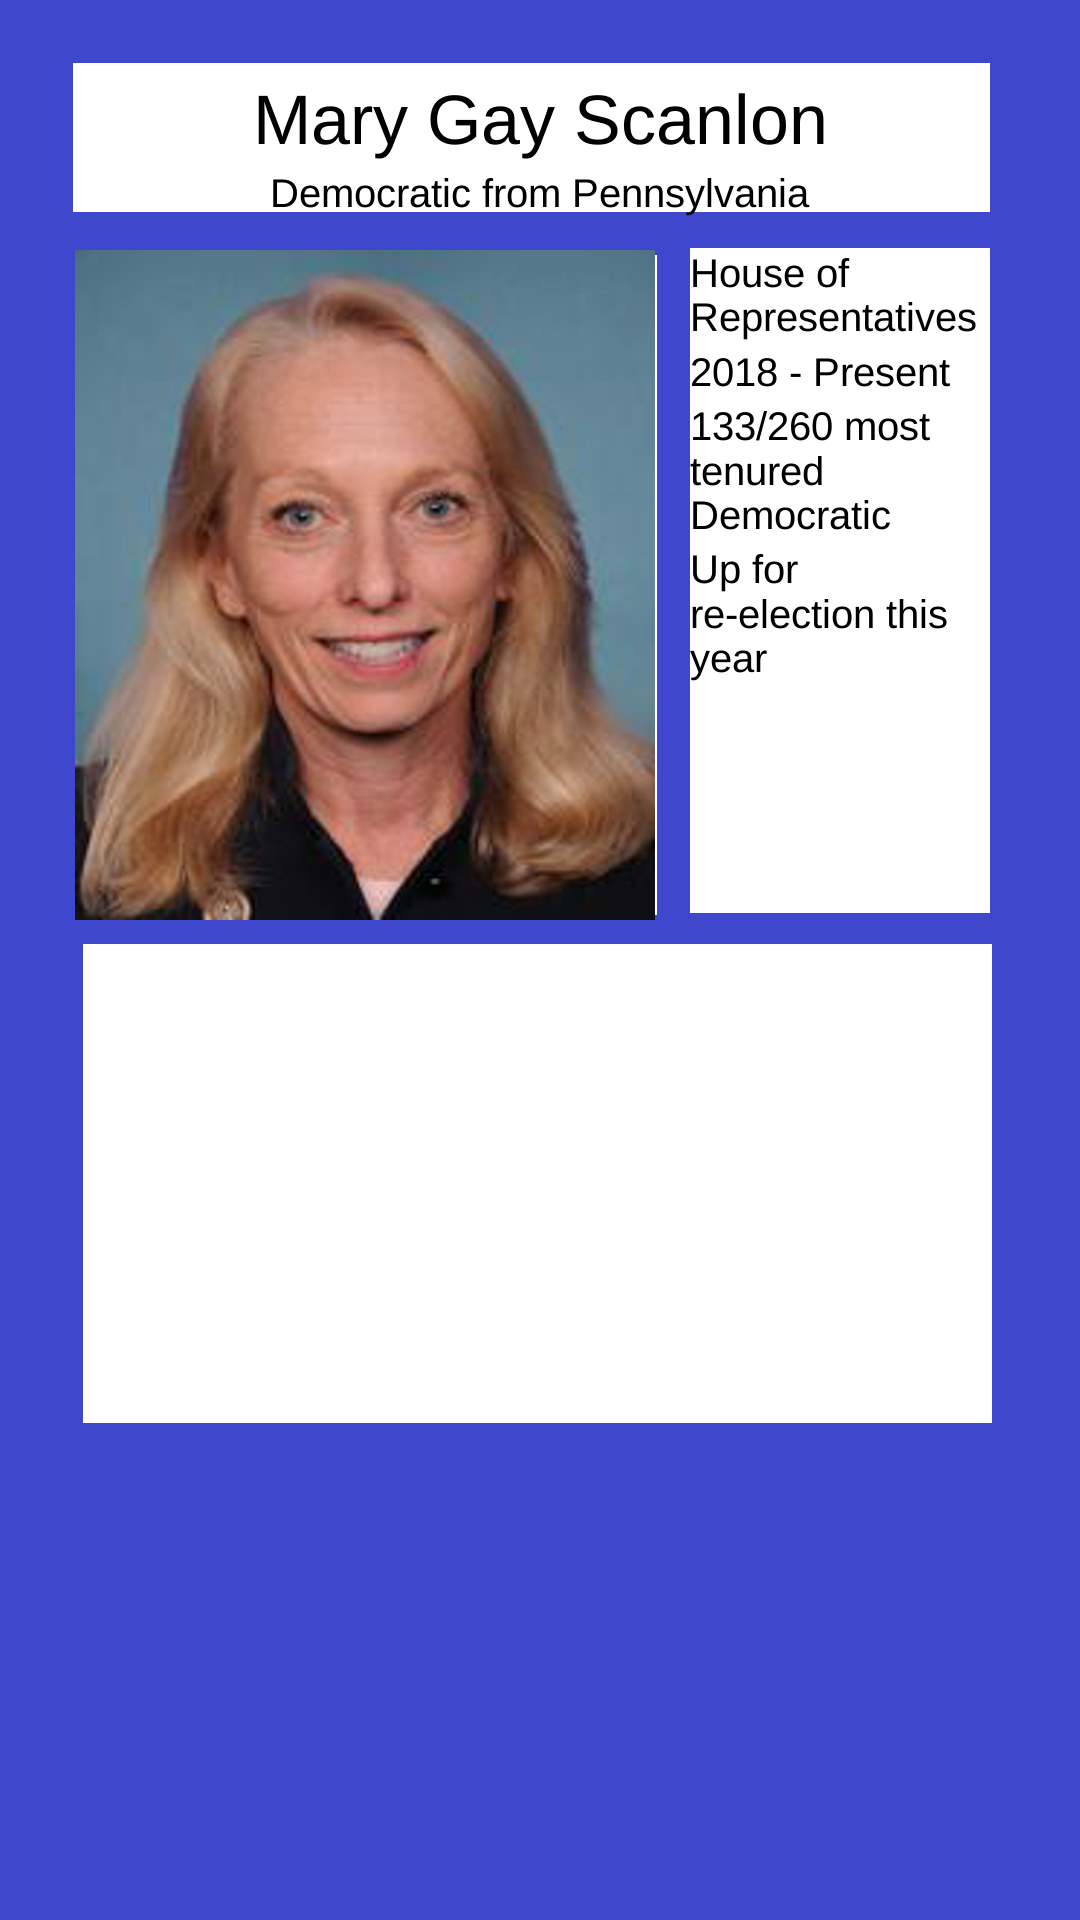 Mary Gay Scanlon
Democratic from Pennsylvania
House of
Representatives
2018 - Present
133/260 most
tenured
Democratic
Up for
re-election this
year